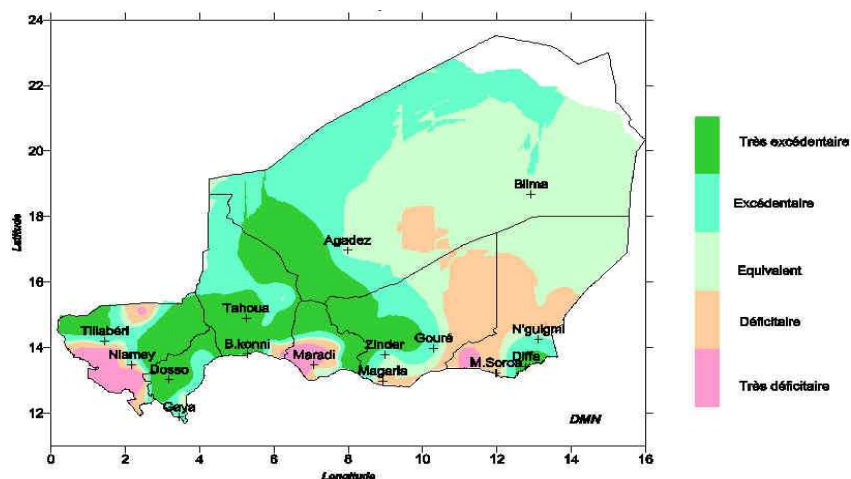 24
22
20
18
16
14
12
Latitude
0 2 4 6 8 10 12 14 16
Longitude
Bilma
Agadez
Tahoua
Tillabéri
N'guigmi
Gouré
B.konni
Zinder
Niamey
Maradi
Diffa
M.Soroa
Dosso
Magaria
Gaya
DMN
Très excédentaire
Excédentaire
Equivalent
Déficitaire
Très déficitaire